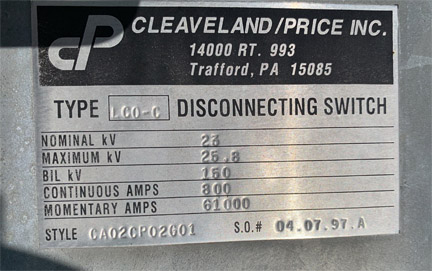 cP CLEAVELAND/PRICE INC.
14000 RT. 993
Trafford, PA 15085
TYPE LCO-C DISCONNECTING SWITCH
NOMINAL kV 23
MAXIMUM kV 25.8
BIL kV 150
CONTINUOUS AMPS 800
MOMENTARY AMPS 61000
STYLE CA02CP02G01 S.O.# 04.07.97.A